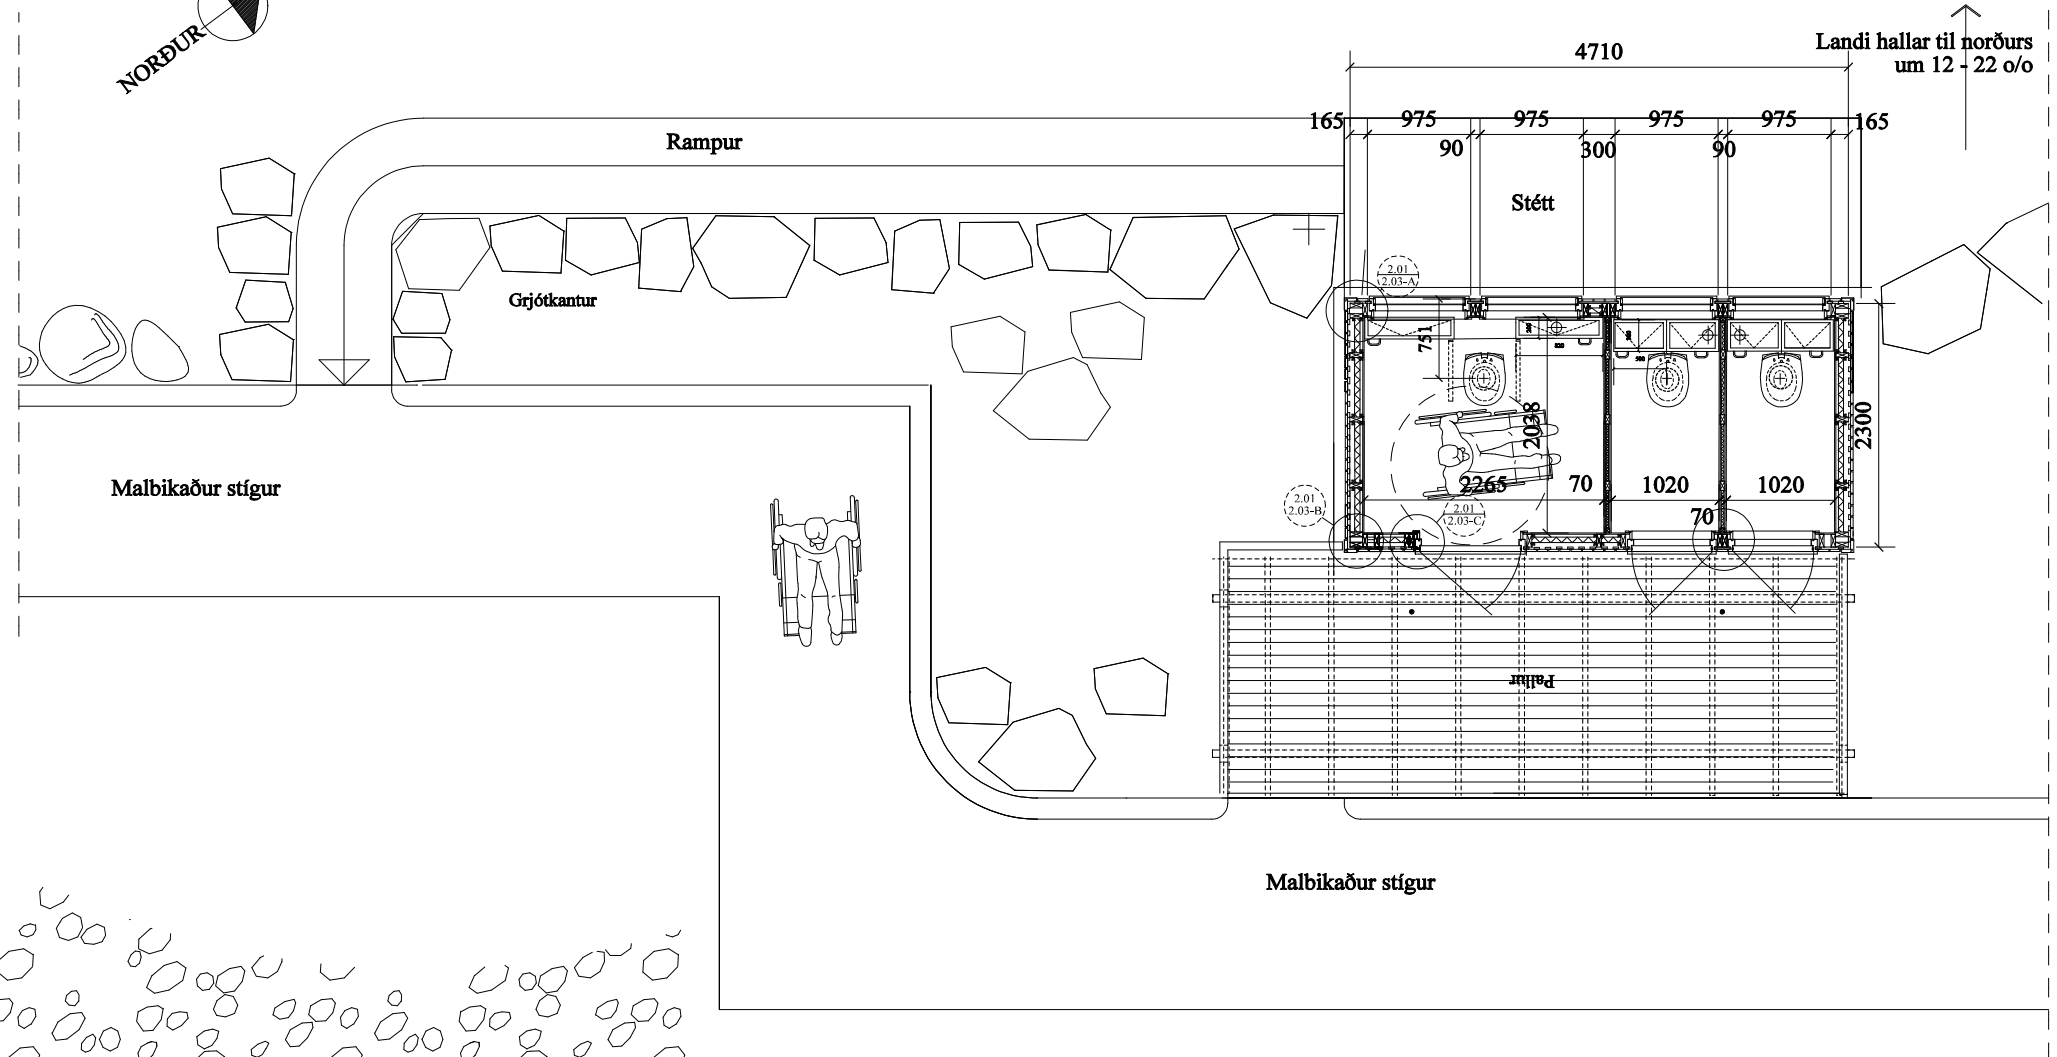 NORÐUR
Landi hallar til norðurs
um 12 - 22 o/o
4710
165 975 975 975 975 165
90 300 90
Rampur
Stétt
2.01
2.03-A
Grjótkantur
751
2038
2300
Malbikaður stígur
2265 70 1020 1020
70
2.01
2.03-B
2.01
2.03-C
Pallur
Malbikaður stígur